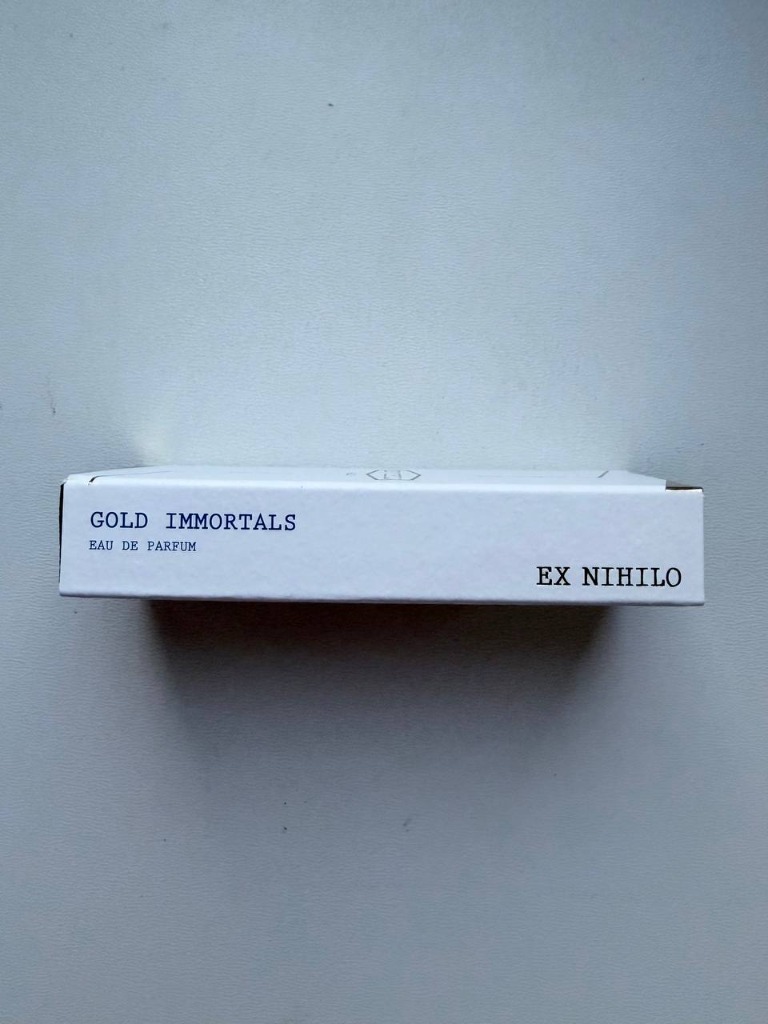 GOLD IMMORTALS
EAU DE PARFUM
EX NIHILO